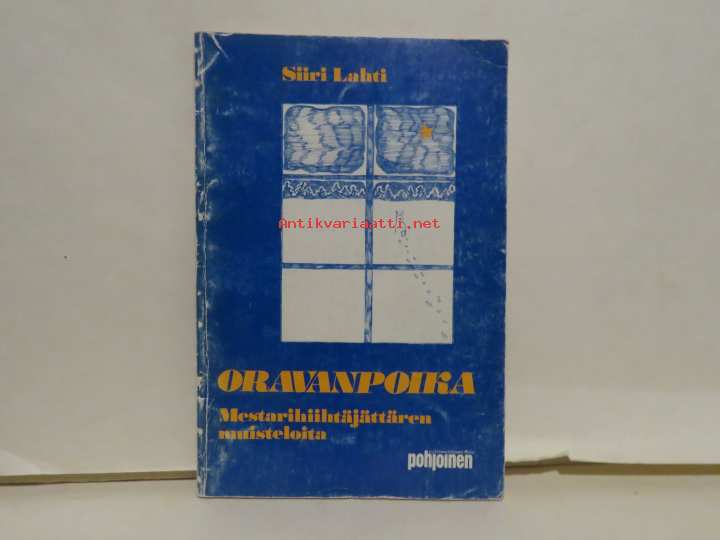 Siiri Lahti
Antikvariaatti.net
ORAVANPOIKA
Mestarihiihtäjättären
muisteloita
pohjoinen